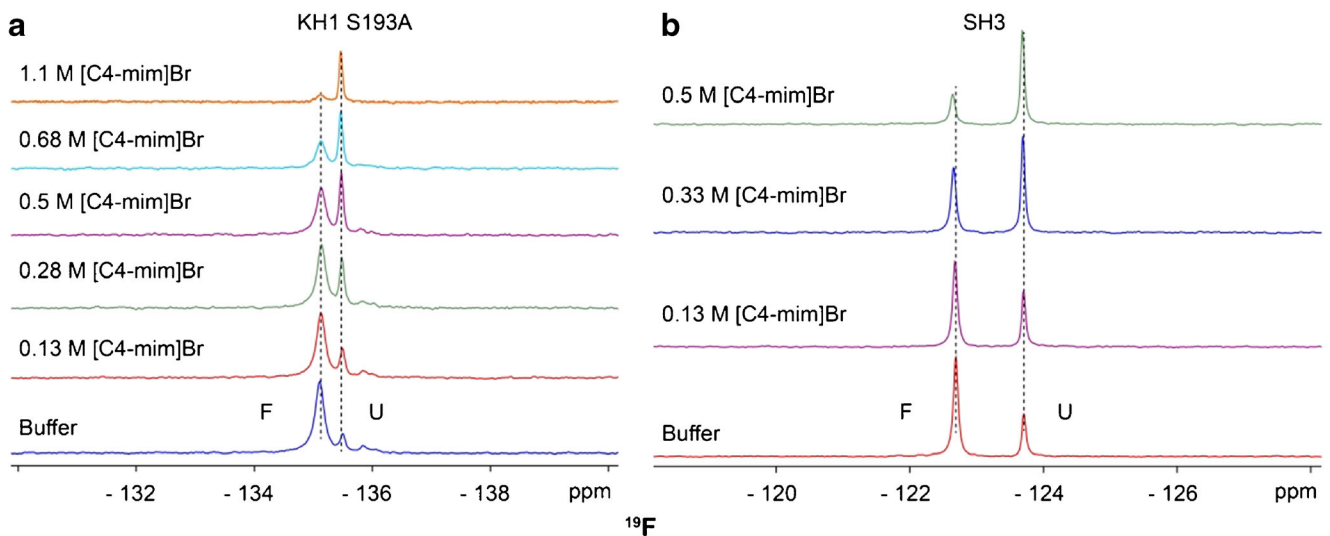 a
KH1 S193A
1.1 M [C4-mim]Br
0.68 M [C4-mim]Br
0.5 M [C4-mim]Br
0.28 M [C4-mim]Br
0.13 M [C4-mim]Br
F U
Buffer
- 132 - 134 - 136 - 138 ppm
b
SH3
0.5 M [C4-mim]Br
0.33 M [C4-mim]Br
0.13 M [C4-mim]Br
F U
Buffer
- 120 - 122 - 124 - 126 ppm
¹⁹F